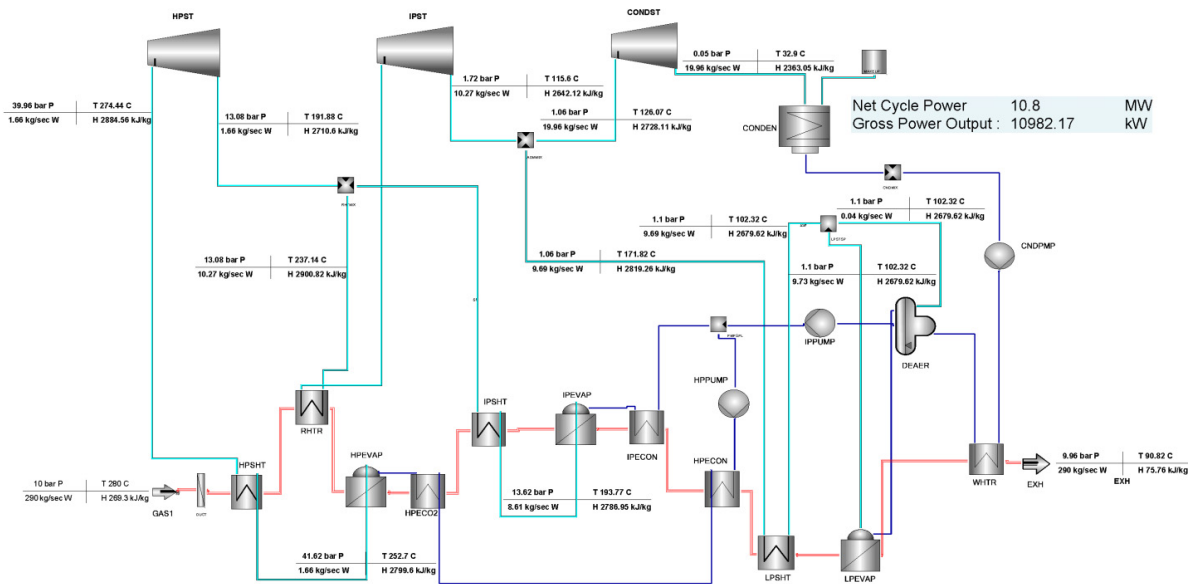 HPST
IPST
CONDST
0.05 bar P T 32.9 C
19.96 kg/sec W H 2363.05 kJ/kg
1.72 bar P T 115.6 C
10.27 kg/sec W H 2642.12 kJ/kg
39.96 bar P T 274.44 C
1.66 kg/sec W H 2884.56 kJ/kg
13.08 bar P T 191.88 C
1.66 kg/sec W H 2710.6 kJ/kg
1.06 bar P T 126.07 C
19.96 kg/sec W H 2728.11 kJ/kg
CONDEN
Net Cycle Power 10.8 MW
Gross Power Output : 10982.17 kW
1.1 bar P T 102.32 C
0.04 kg/sec W H 2679.62 kJ/kg
1.1 bar P T 102.32 C
9.69 kg/sec W H 2679.62 kJ/kg
CNDPMP
13.08 bar P T 237.14 C
10.27 kg/sec W H 2900.82 kJ/kg
1.06 bar P T 171.82 C
9.69 kg/sec W H 2819.26 kJ/kg
1.1 bar P T 102.32 C
9.73 kg/sec W H 2679.62 kJ/kg
IPPUMP
DEAER
HPPUMP
RHTR
IPSHT
IPEVAP
IPECON
HPSHT
HPEVAP
HPECO2
HPECON
WHTR
EXH
9.96 bar P T 90.82 C
290 kg/sec W H 75.76 kJ/kg
EXH
10 bar P T 280 C
290 kg/sec W H 269.3 kJ/kg
GAS1
13.62 bar P T 193.77 C
8.61 kg/sec W H 2786.95 kJ/kg
41.62 bar P T 252.7 C
1.66 kg/sec W H 2799.6 kJ/kg
LPSHT
LPEVAP